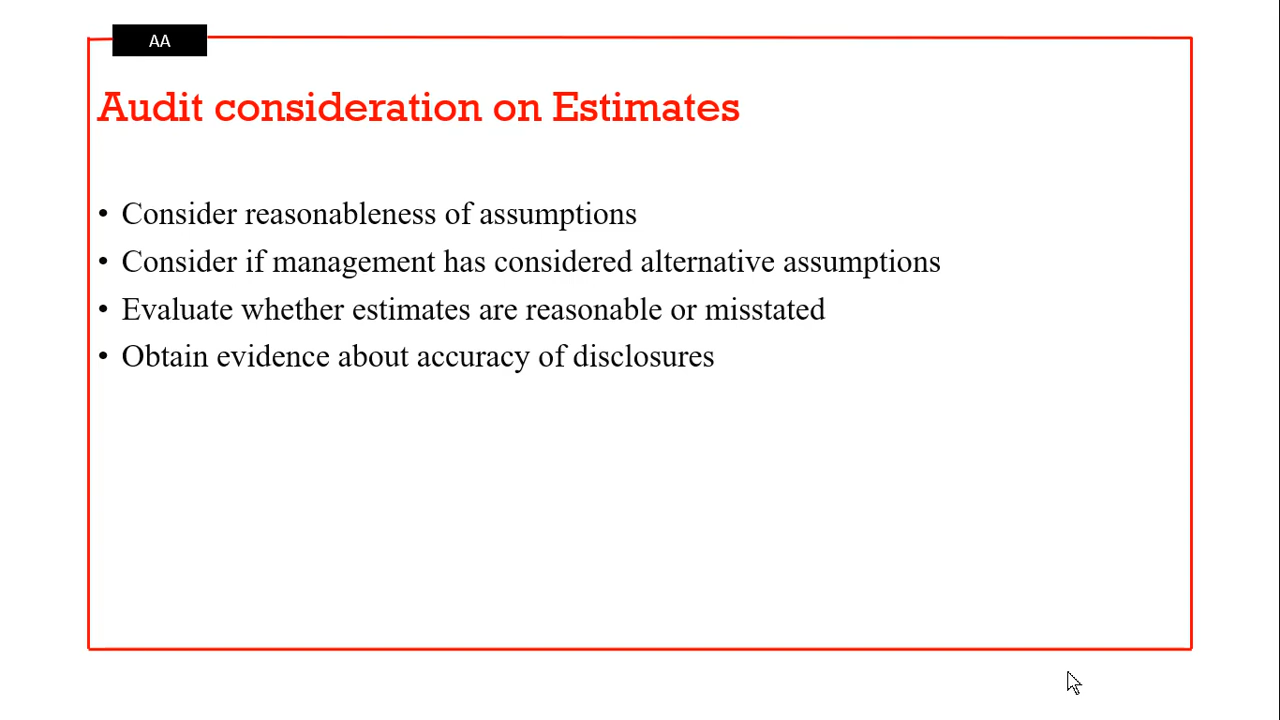 AA
Audit consideration on Estimates
• Consider reasonableness of assumptions
• Consider if management has considered alternative assumptions
• Evaluate whether estimates are reasonable or misstated
• Obtain evidence about accuracy of disclosures